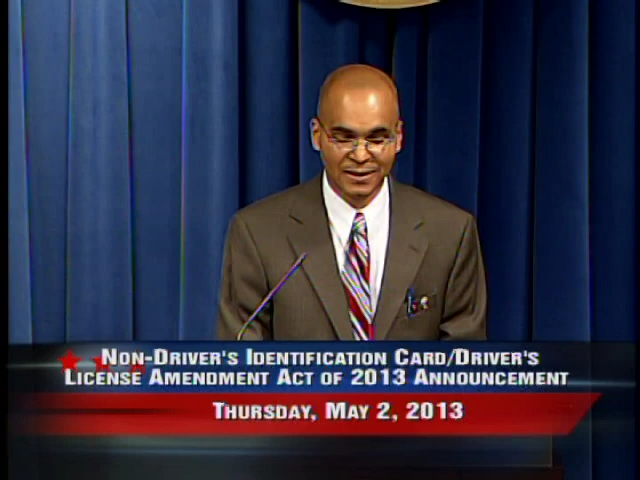 Non-Driver's Identification Card/Driver's
License Amendment Act of 2013 Announcement
Thursday, May 2, 2013